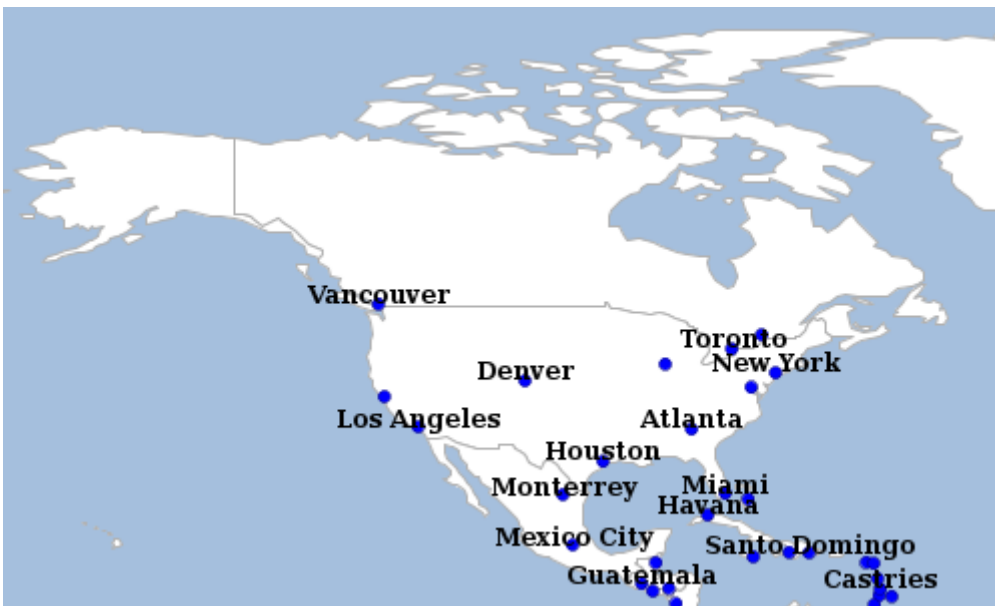 Vancouver
Toronto
New York
Denver
Los Angeles
Atlanta
Houston
Monterrey
Miami
Havana
Mexico City
Santo Domingo
Guatemala
Castries